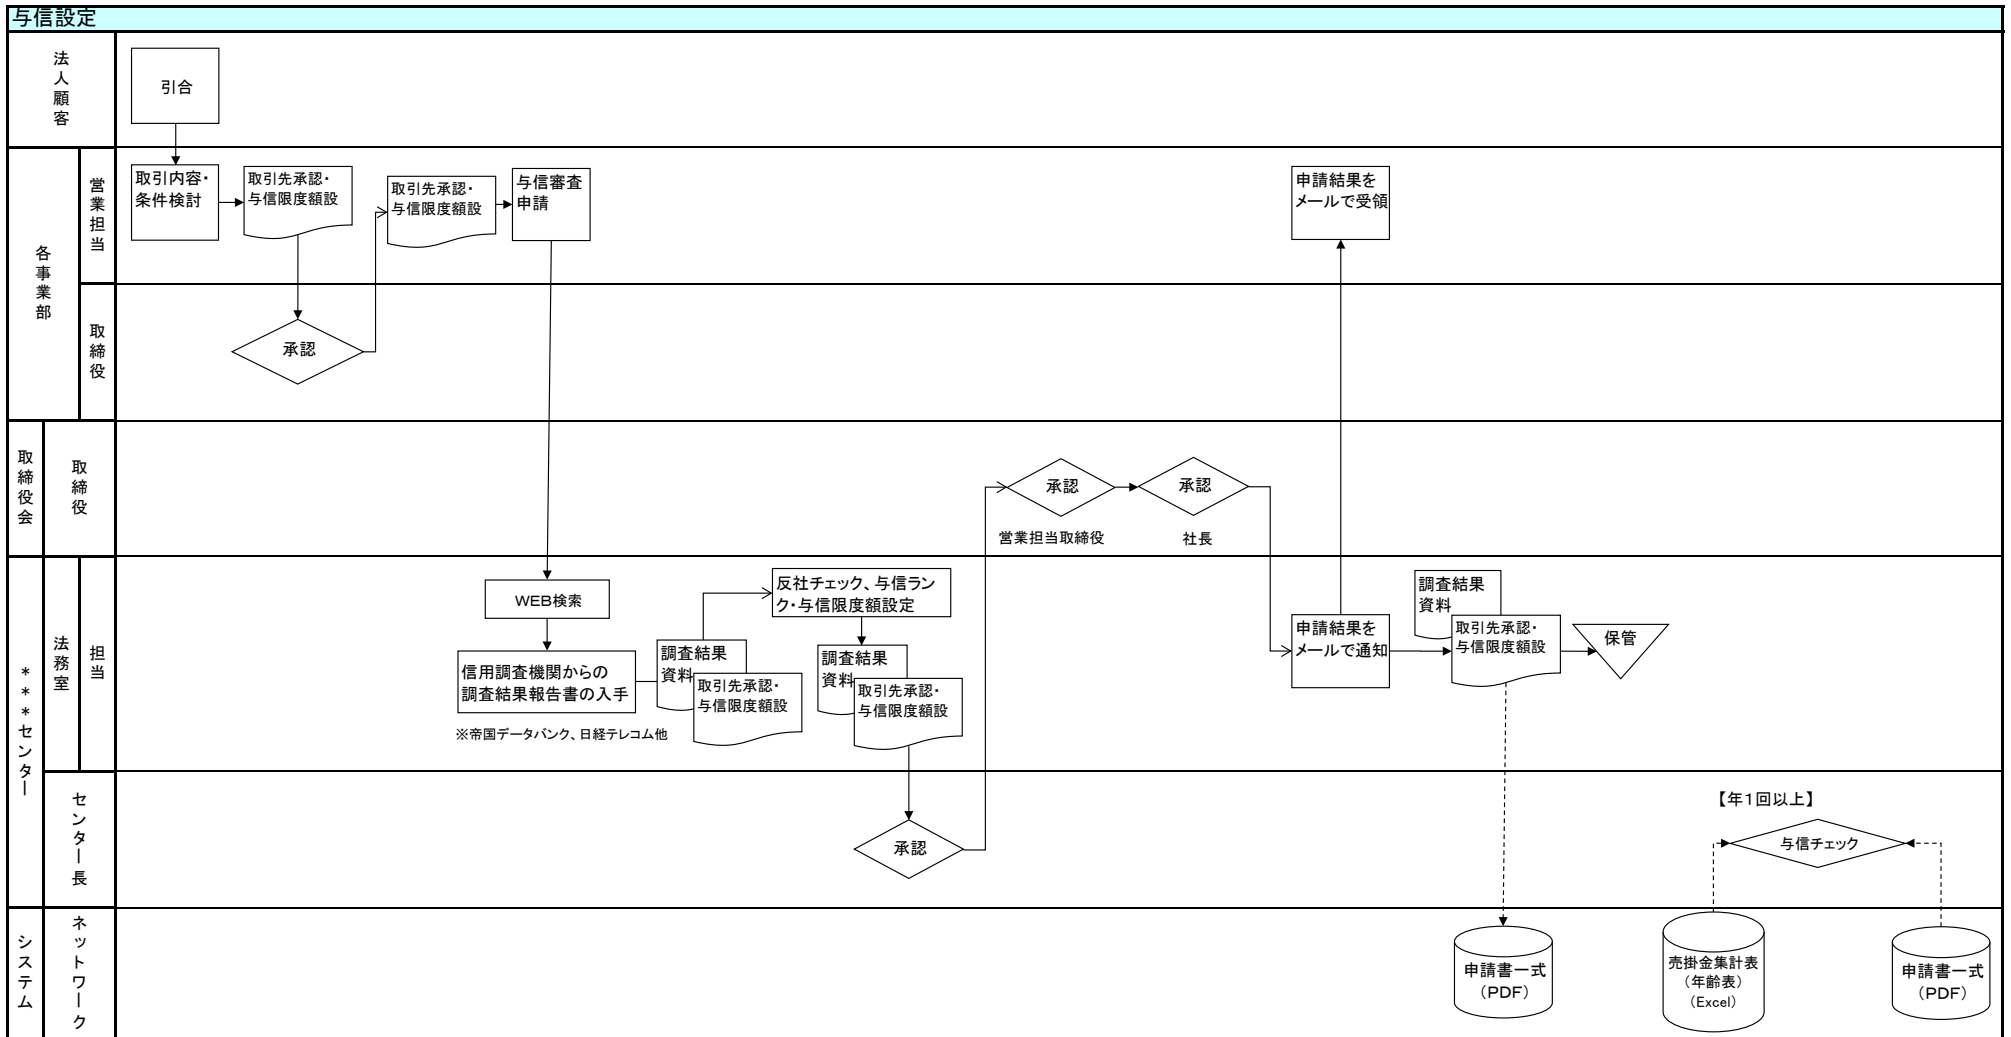 与信設定
法人顧客
引合
各事業部
営業担当
取引内容・
条件検討
取引先承認・
与信限度額設
取引先承認・
与信限度額設
与信審査
申請
申請結果を
メールで受領
取締役
承認
取締役会
取締役
承認
営業担当取締役
承認
社長
***センター
法務室
担当
WEB検索
信用調査機関からの
調査結果報告書の入手
※帝国データバンク、日経テレコム他
調査結果
資料
取引先承認・
与信限度額設
反社チェック、与信ラン
ク・与信限度額設定
調査結果
資料
取引先承認・
与信限度額設
申請結果を
メールで通知
調査結果
資料
取引先承認・
与信限度額設
保管
センター長
承認
【年1回以上】
与信チェック
システム
ネットワーク
申請書一式
(PDF)
売掛金集計表
(年齢表)
(Excel)
申請書一式
(PDF)